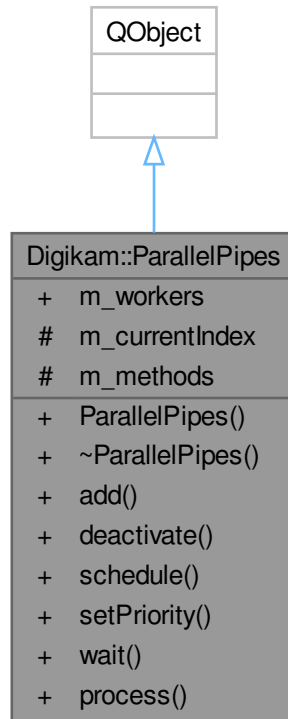 QObject
Digikam::ParallelPipes
+ m_workers
# m_currentIndex
# m_methods
+ ParallelPipes()
+ ~ParallelPipes()
+ add()
+ deactivate()
+ schedule()
+ setPriority()
+ wait()
+ process()